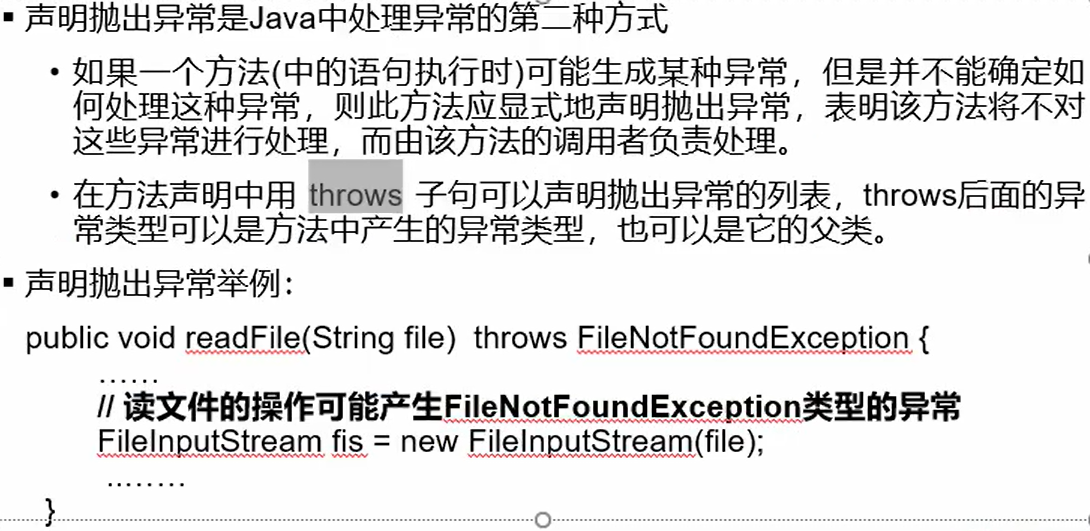 ▪ 声明抛出异常是Java中处理异常的第二种方式
• 如果一个方法(中的语句执行时)可能生成某种异常，但是并不能确定如
何处理这种异常，则此方法应显式地声明抛出异常，表明该方法将不对
这些异常进行处理，而由该方法的调用者负责处理。
• 在方法声明中用 throws 子句可以声明抛出异常的列表，throws后面的异
常类型可以是方法中产生的异常类型，也可以是它的父类。
▪ 声明抛出异常举例：
public void readFile(String file)  throws FileNotFoundException {
……
// 读文件的操作可能产生FileNotFoundException类型的异常
FileInputStream fis = new FileInputStream(file);
………
}